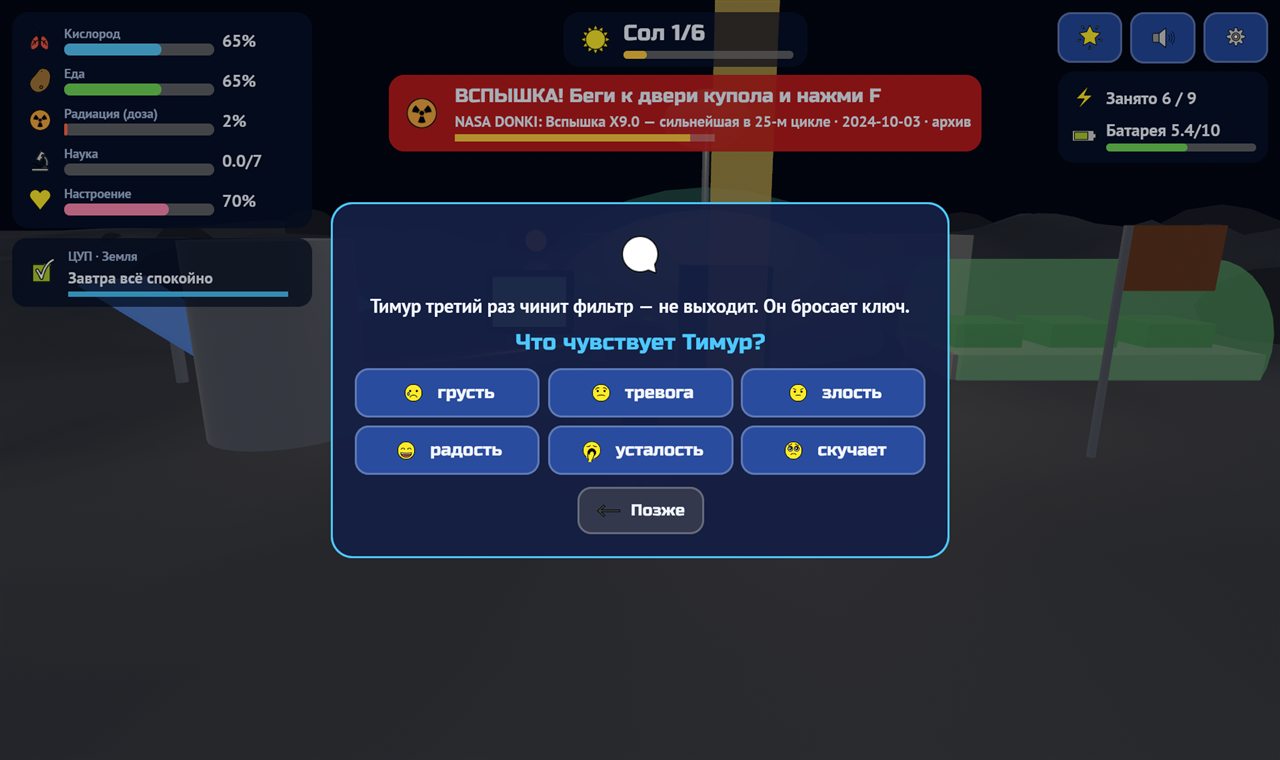 Кислород
65%
Еда
65%
Радиация (доза)
2%
Наука
0.0/7
Настроение
70%
ЦУП · Земля
Завтра всё спокойно
Сол 1/6
ВСПЫШКА! Беги к двери купола и нажми F
NASA DONKI: Вспышка X9.0 — сильнейшая в 25-м цикле · 2024-10-03 · архив
Занято 6 / 9
Батарея 5.4/10
Тимур третий раз чинит фильтр — не выходит. Он бросает ключ.
Что чувствует Тимур?
грусть
тревога
злость
радость
усталость
скучает
Позже